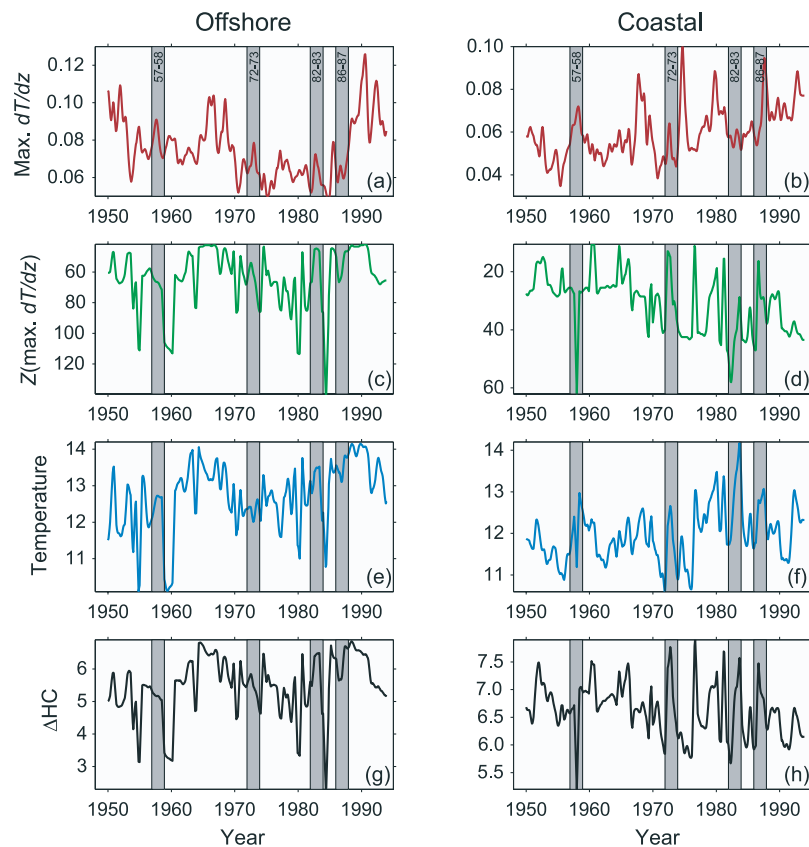 Offshore Coastal
Max. dT/dz
0.12
0.10
0.08
0.06
57-58
72-73
82-83
86-87
(a)
1950 1960 1970 1980 1990
0.10
0.08
0.06
0.04
57-58
72-73
82-83
86-87
(b)
1950 1960 1970 1980 1990
Z(max. dT/dz)
60
80
100
120
(c)
1950 1960 1970 1980 1990
20
40
60
(d)
1950 1960 1970 1980 1990
Temperature
14
13
12
11
(e)
1950 1960 1970 1980 1990
14
13
12
11
(f)
1950 1960 1970 1980 1990
ΔHC
6
5
4
3
(g)
1950 1960 1970 1980 1990
Year
7.5
7.0
6.5
6.0
5.5
(h)
1950 1960 1970 1980 1990
Year